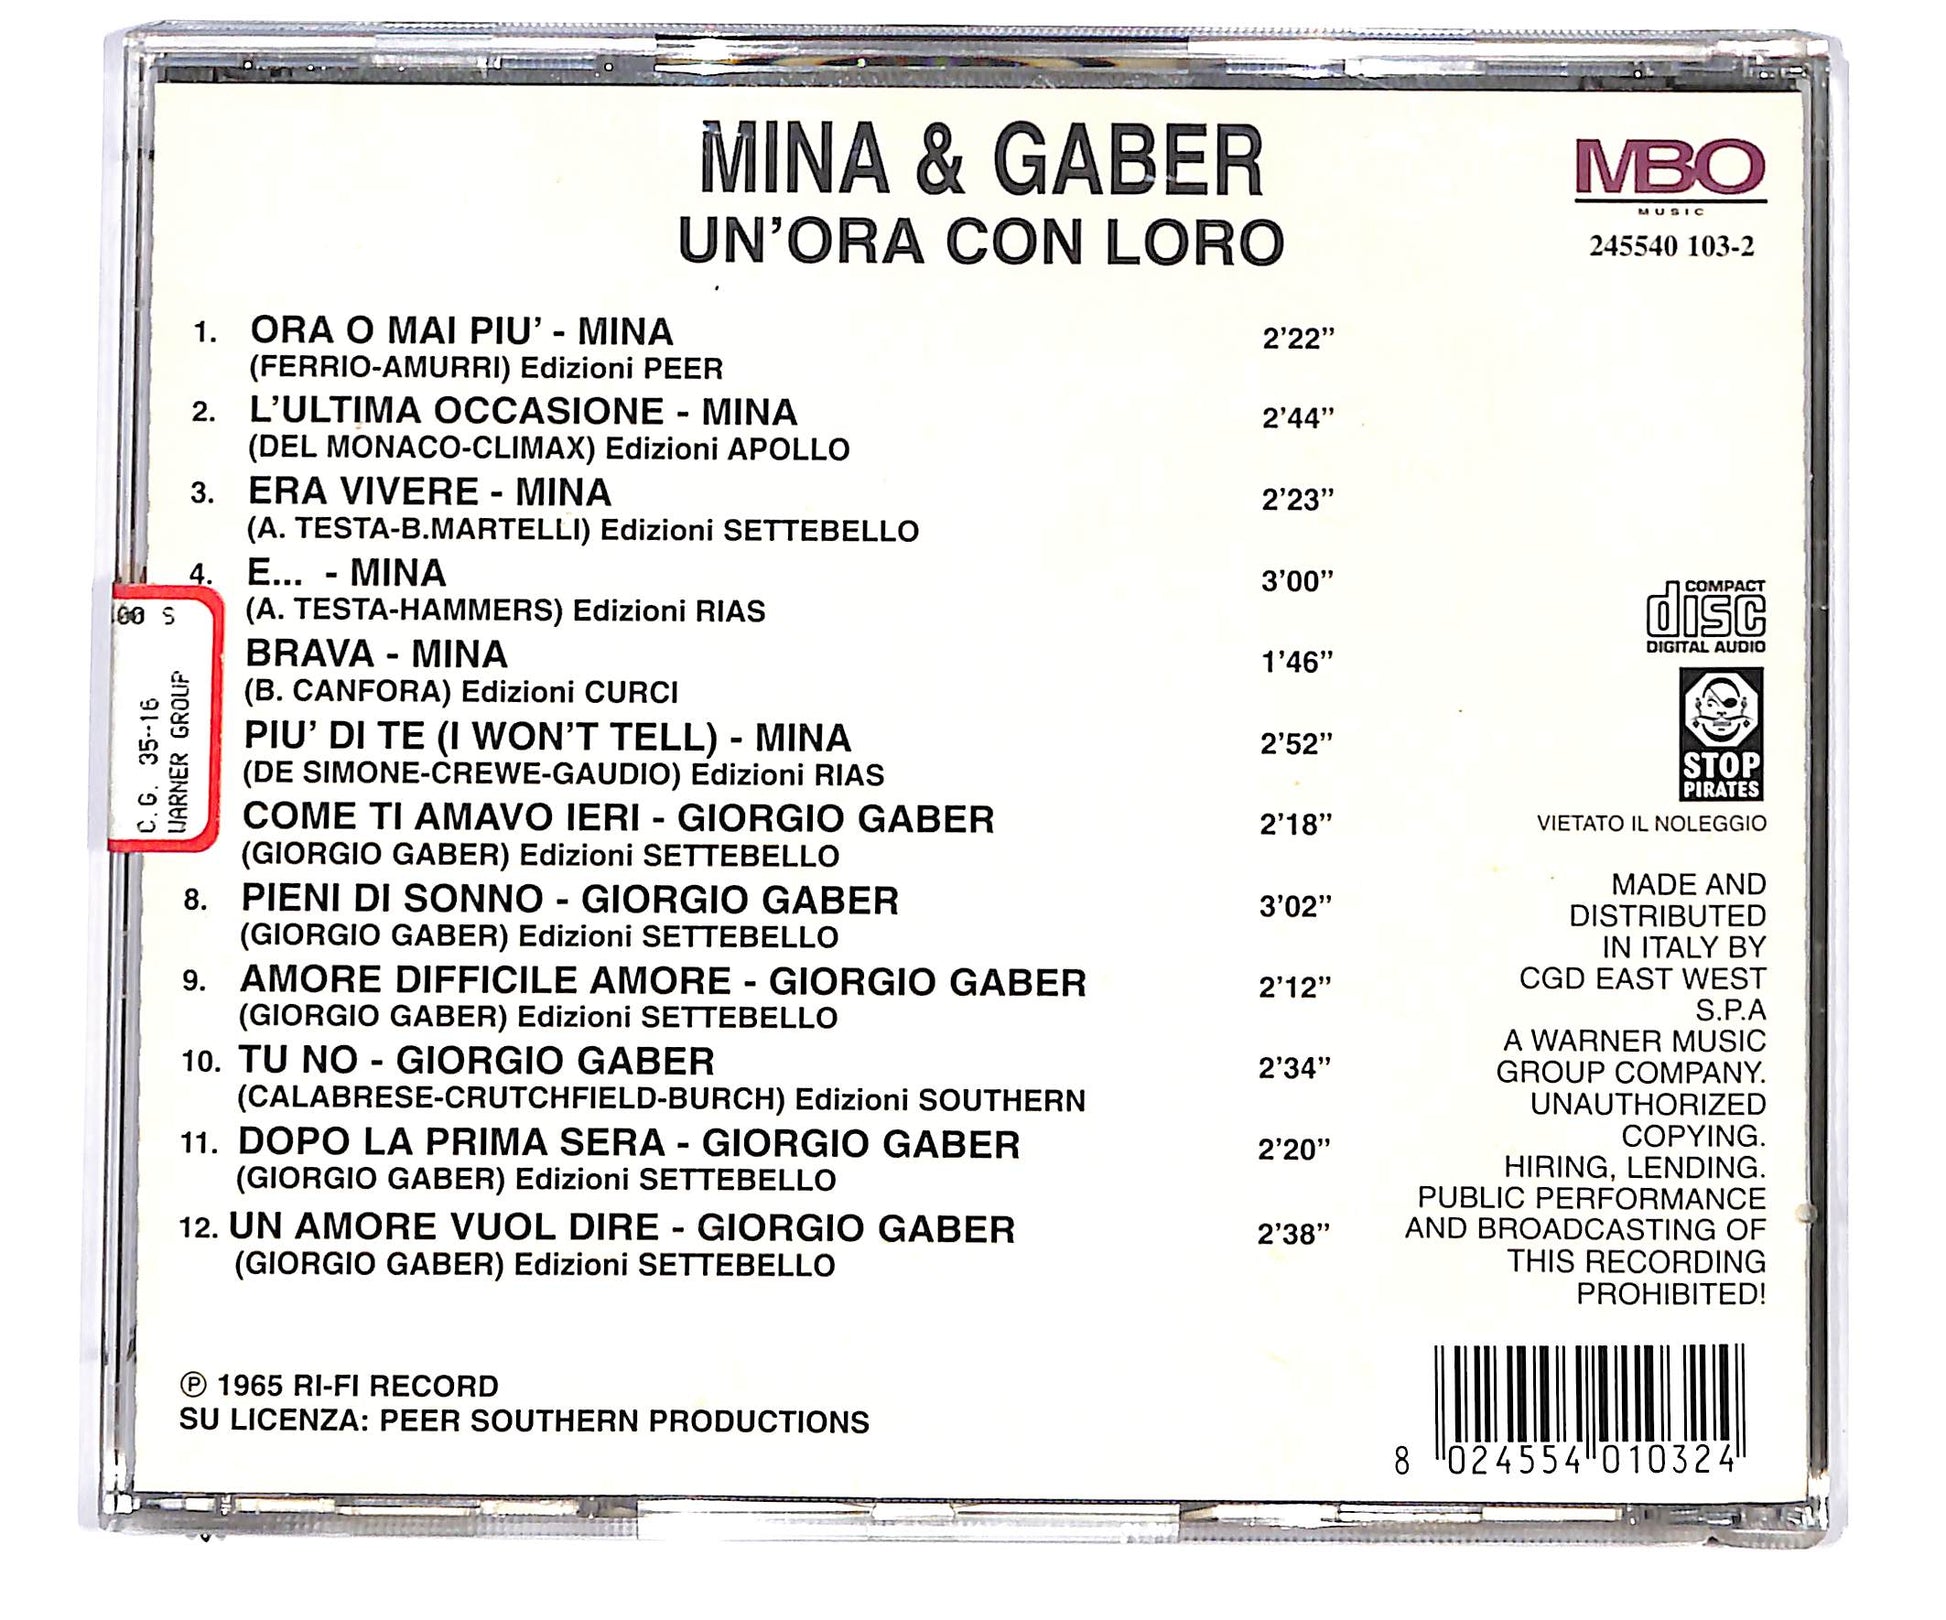 MINA & GABER
UN'ORA CON LORO
MBO
MUSIC
245540 103-2
1. ORA O MAI PIU' - MINA 2'22"
(FERRIO-AMURRI) Edizioni PEER
2. L'ULTIMA OCCASIONE - MINA 2'44"
(DEL MONACO-CLIMAX) Edizioni APOLLO
3. ERA VIVERE - MINA 2'23"
(A. TESTA-B.MARTELLI) Edizioni SETTEBELLO
4. E... - MINA 3'00"
(A. TESTA-HAMMERS) Edizioni RIAS
BRAVA - MINA 1'46"
(B. CANFORA) Edizioni CURCI
PIU' DI TE (I WON'T TELL) - MINA 2'52"
(DE SIMONE-CREWE-GAUDIO) Edizioni RIAS
COME TI AMAVO IERI - GIORGIO GABER 2'18"
(GIORGIO GABER) Edizioni SETTEBELLO
8. PIENI DI SONNO - GIORGIO GABER 3'02"
(GIORGIO GABER) Edizioni SETTEBELLO
9. AMORE DIFFICILE AMORE - GIORGIO GABER 2'12"
(GIORGIO GABER) Edizioni SETTEBELLO
10. TU NO - GIORGIO GABER 2'34"
(CALABRESE-CRUTCHFIELD-BURCH) Edizioni SOUTHERN
11. DOPO LA PRIMA SERA - GIORGIO GABER 2'20"
(GIORGIO GABER) Edizioni SETTEBELLO
12. UN AMORE VUOL DIRE - GIORGIO GABER 2'38"
(GIORGIO GABER) Edizioni SETTEBELLO
00 S
C.G. 35--16
WARNER GROUP
COMPACT
disc
DIGITAL AUDIO
STOP
PIRATES
VIETATO IL NOLEGGIO
MADE AND
DISTRIBUTED
IN ITALY BY
CGD EAST WEST
S.P.A
A WARNER MUSIC
GROUP COMPANY.
UNAUTHORIZED
COPYING.
HIRING, LENDING.
PUBLIC PERFORMANCE
AND BROADCASTING OF
THIS RECORDING
PROHIBITED!
℗ 1965 RI-FI RECORD
SU LICENZA: PEER SOUTHERN PRODUCTIONS
8 024554 010324